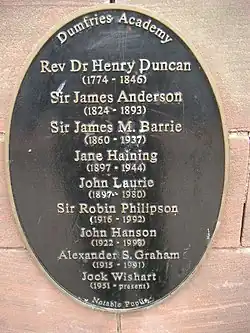 Dumfries Academy
Rev Dr Henry Duncan
(1774 - 1846)
Sir James Anderson
(1824 - 1893)
Sir James M. Barrie
(1860 - 1937)
Jane Haining
(1897 - 1944)
John Laurie
(1897 - 1980)
Sir Robin Philipson
(1916 - 1992)
John Hanson
(1922 - 1998)
Alexander S. Graham
(1915 - 1991)
Jock Wishart
(1951 - present)
Notable Pupils